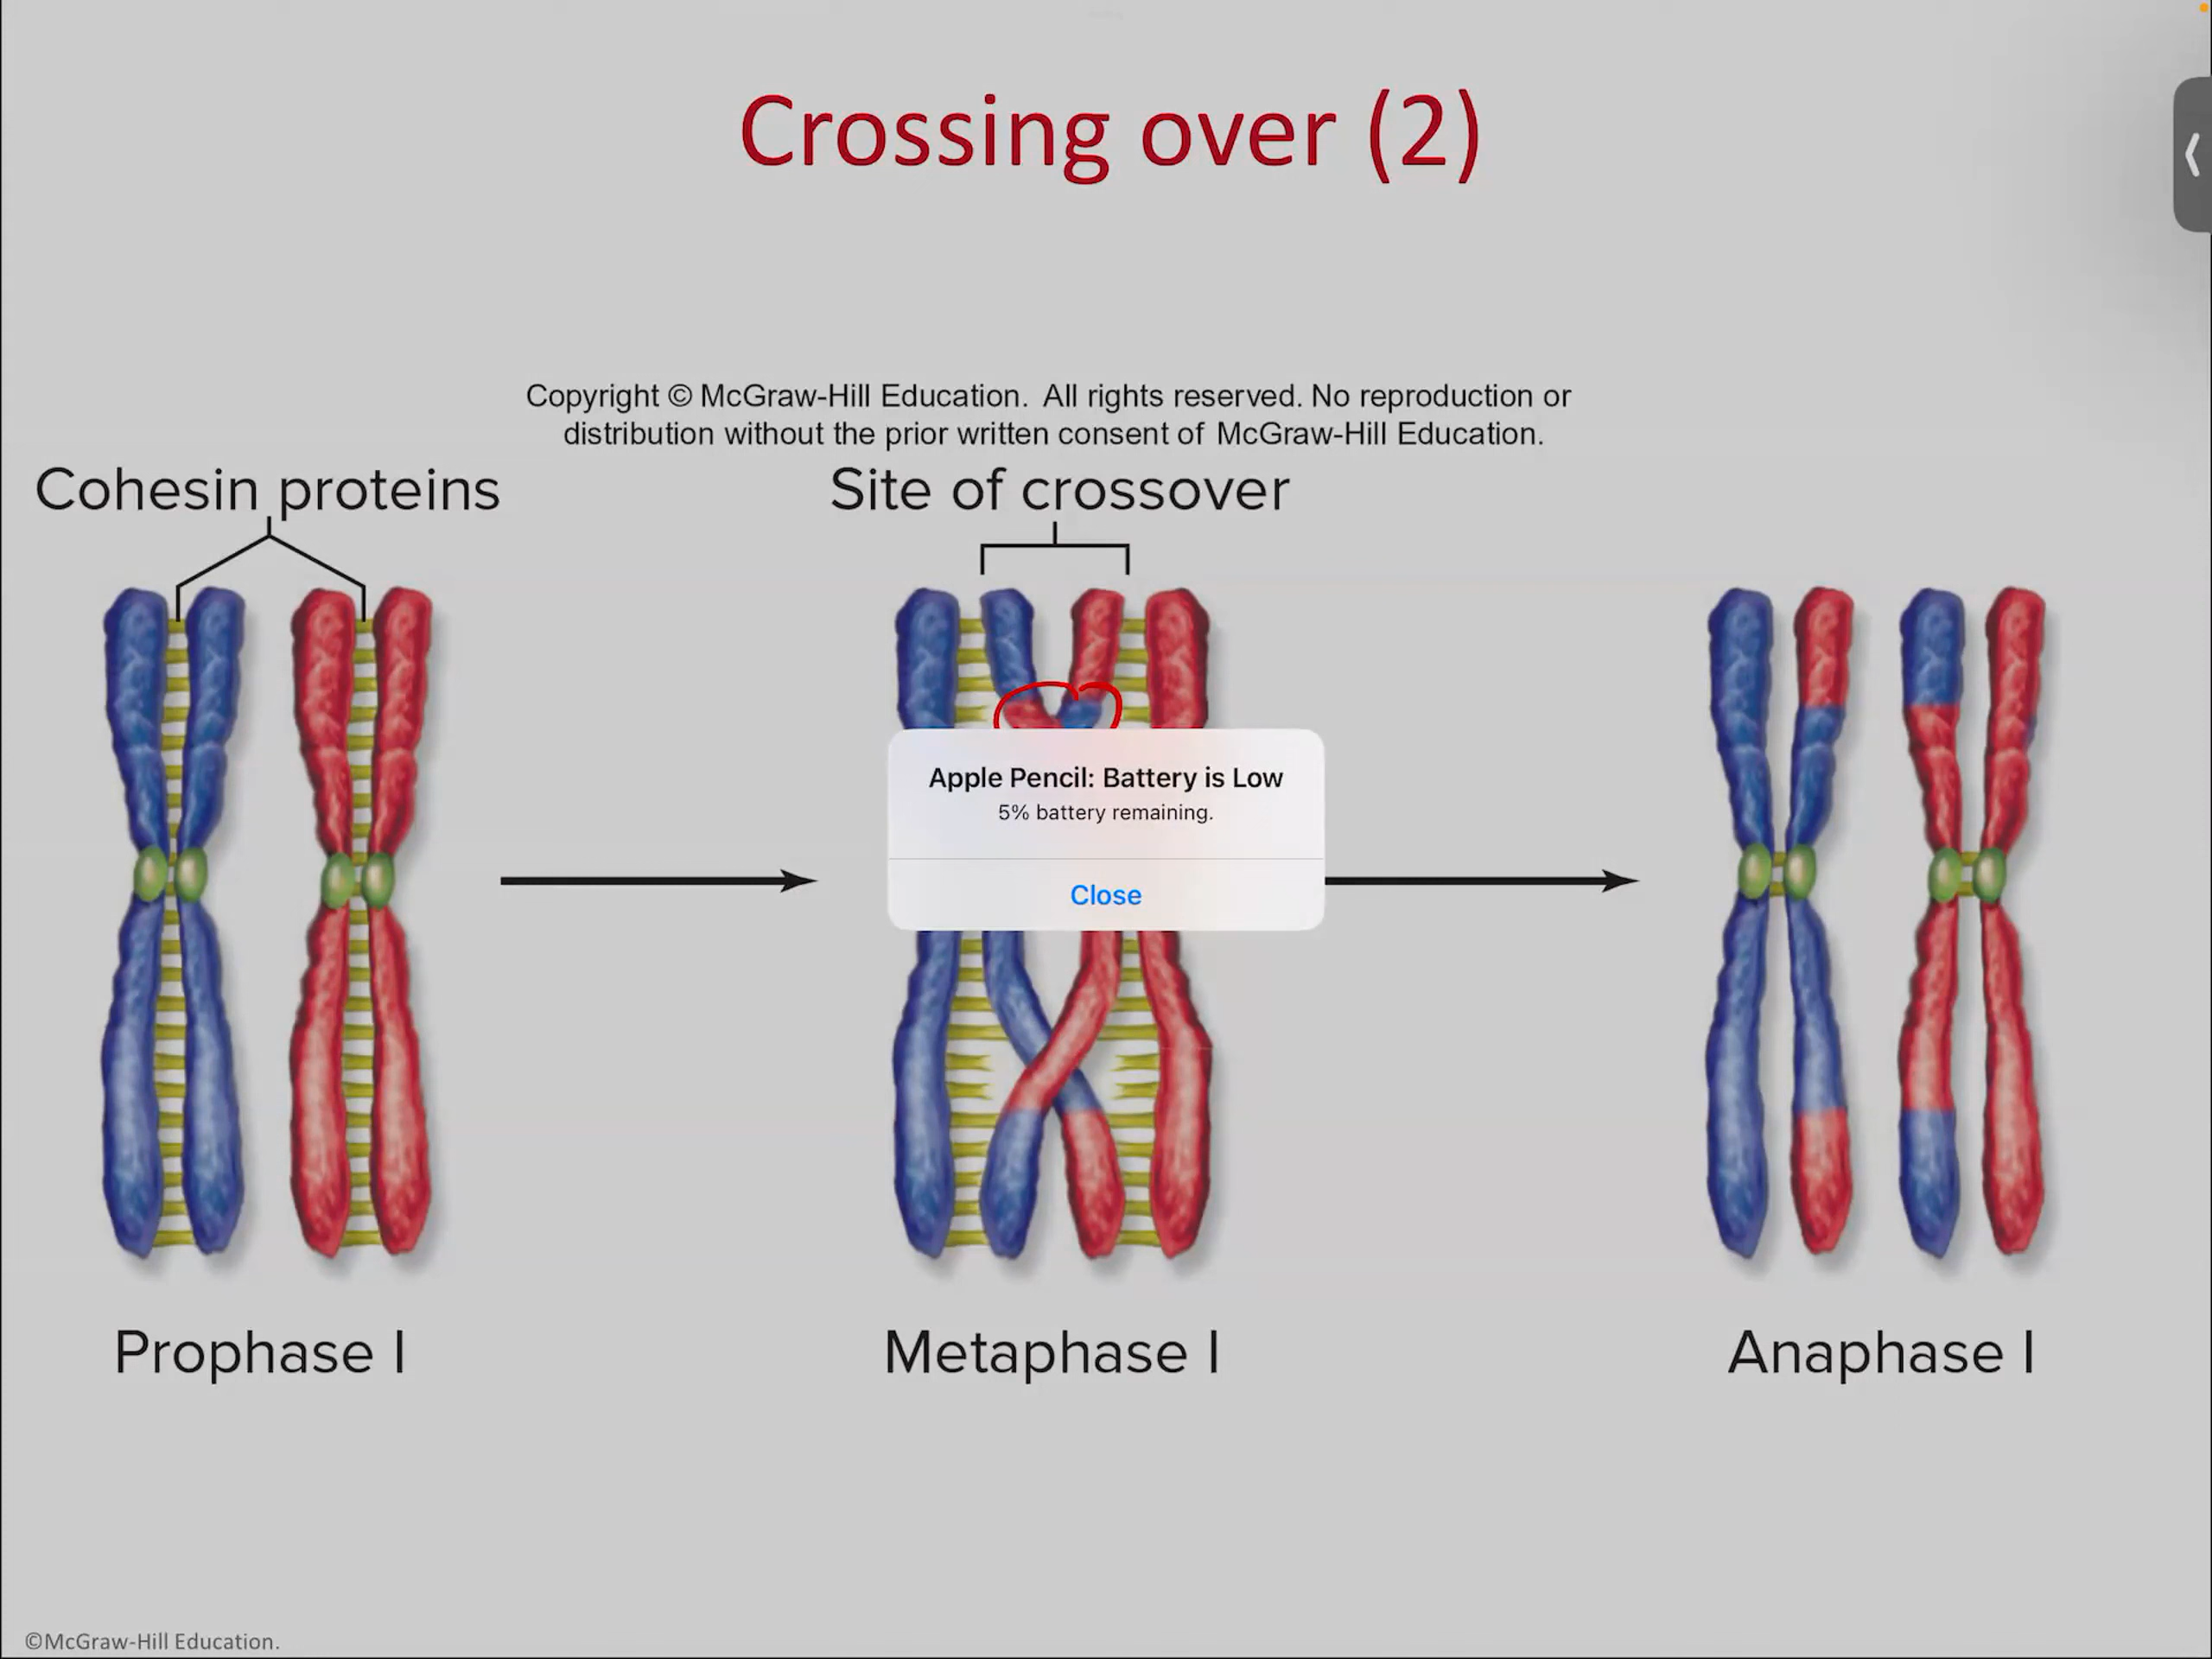 Crossing over (2)
Copyright © McGraw-Hill Education.  All rights reserved. No reproduction or
distribution without the prior written consent of McGraw-Hill Education.
Cohesin proteins
Site of crossover
Apple Pencil: Battery is Low
5% battery remaining.
Close
Prophase I
Metaphase I
Anaphase I
©McGraw-Hill Education.